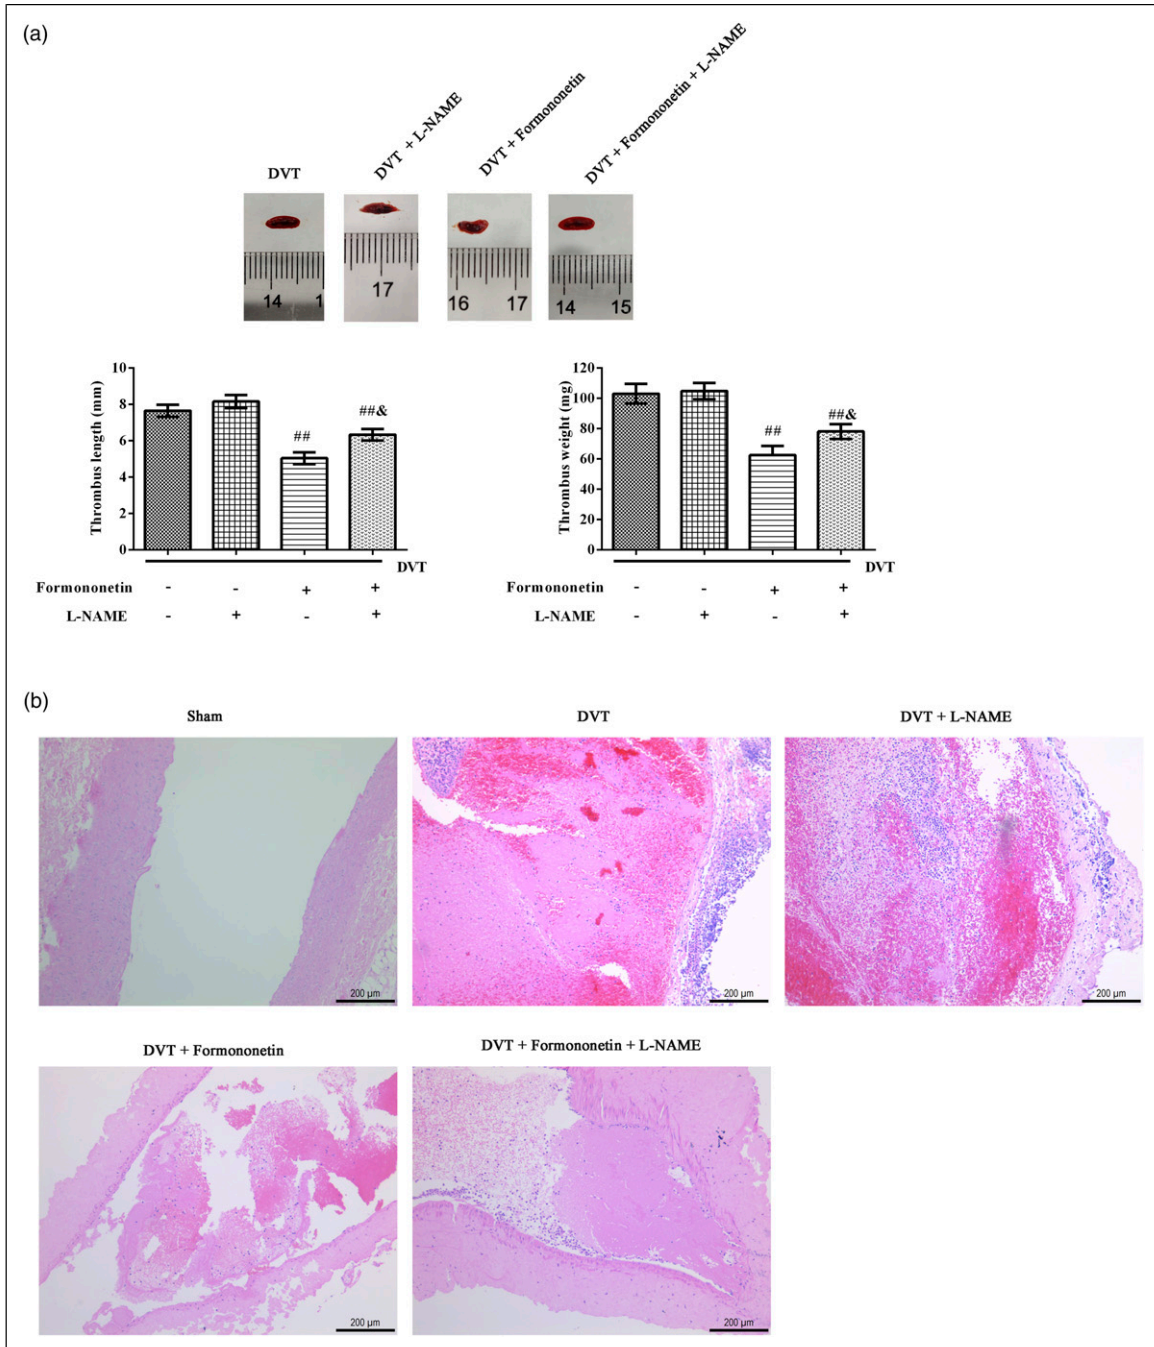 (a)
DVT
DVT + L-NAME
DVT + Formononetin
DVT + Formononetin + L-NAME
14 1
17
16 17
14 15
Thrombus length (mm)
10
8
6
4
2
0
##
##&
DVT
Formononetin - - + +
L-NAME - + - +
Thrombus weight (mg)
120
100
80
60
40
20
0
##
##&
DVT
Formononetin - - + +
L-NAME - + - +
(b)
Sham
DVT
DVT + L-NAME
200 µm
200 µm
200 µm
DVT + Formononetin
DVT + Formononetin + L-NAME
200 µm
200 µm